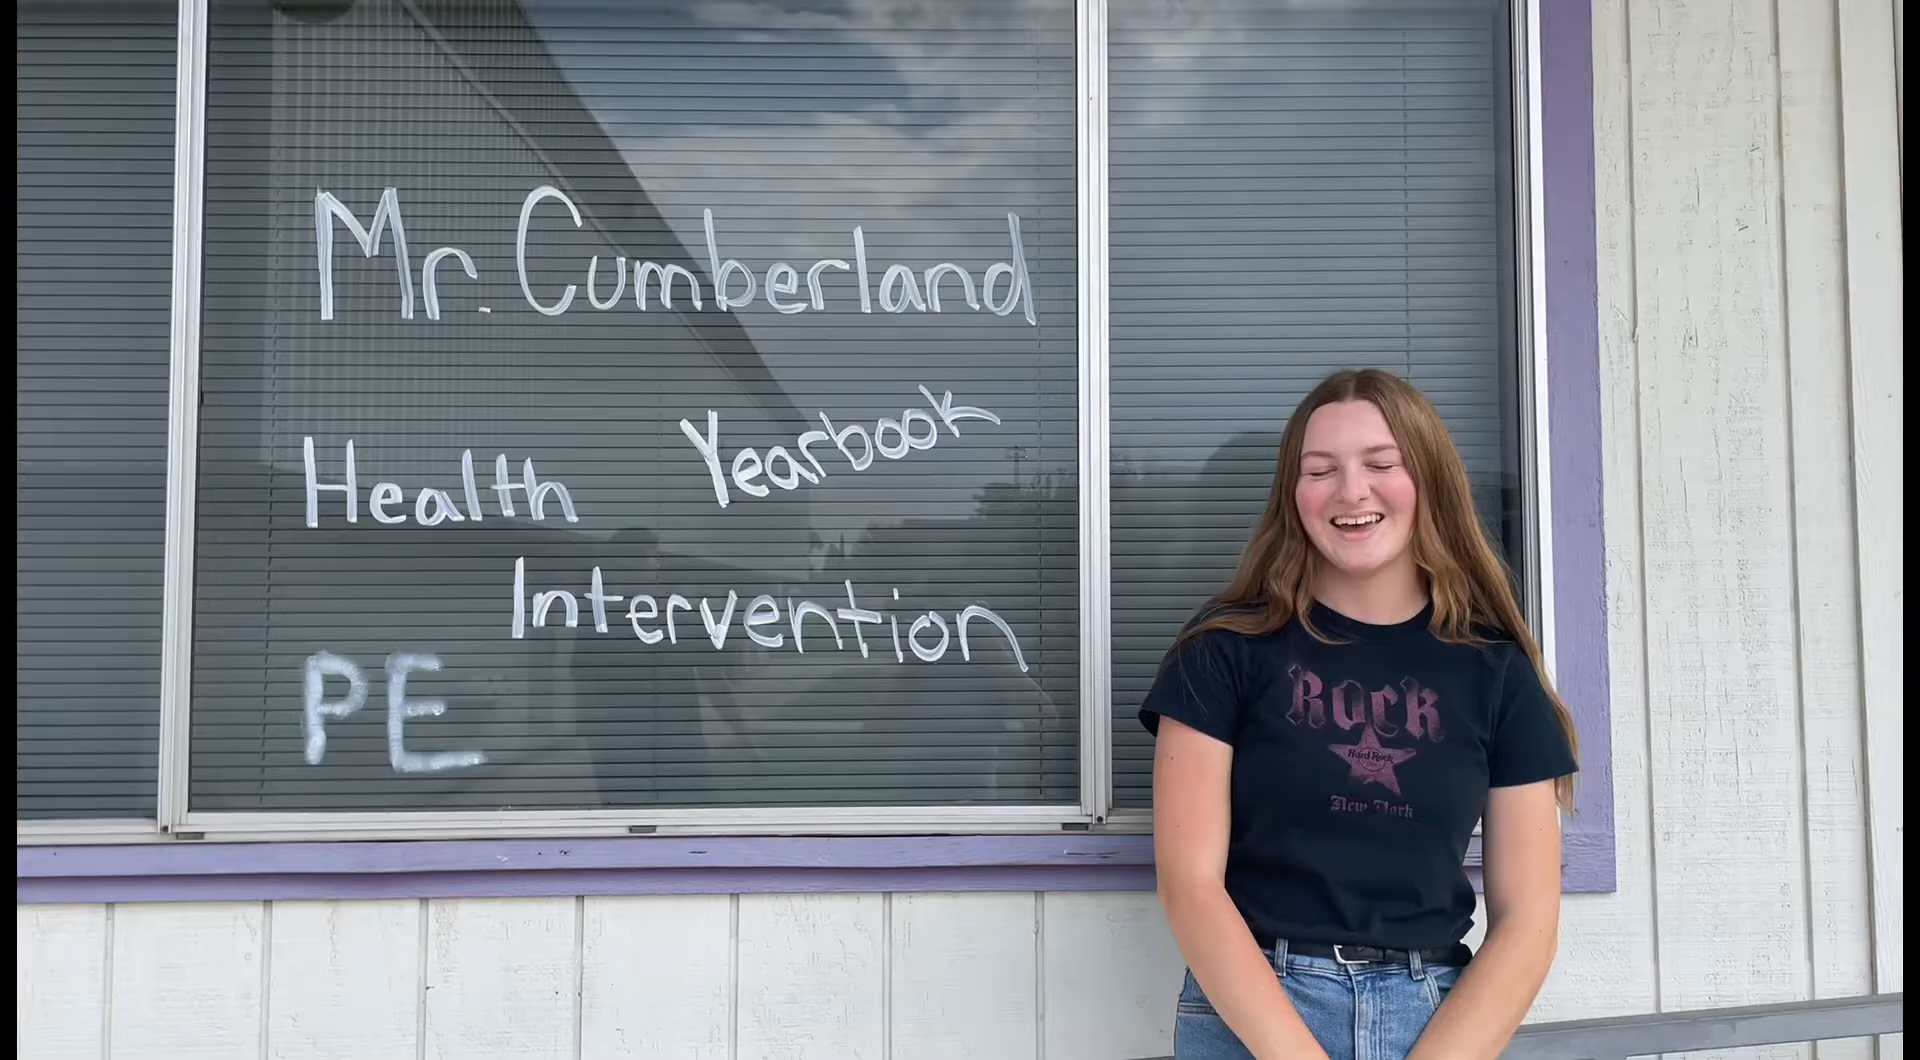 Mr. Cumberland
Health Yearbook
Intervention
PE
Rock
Hard Rock
New York